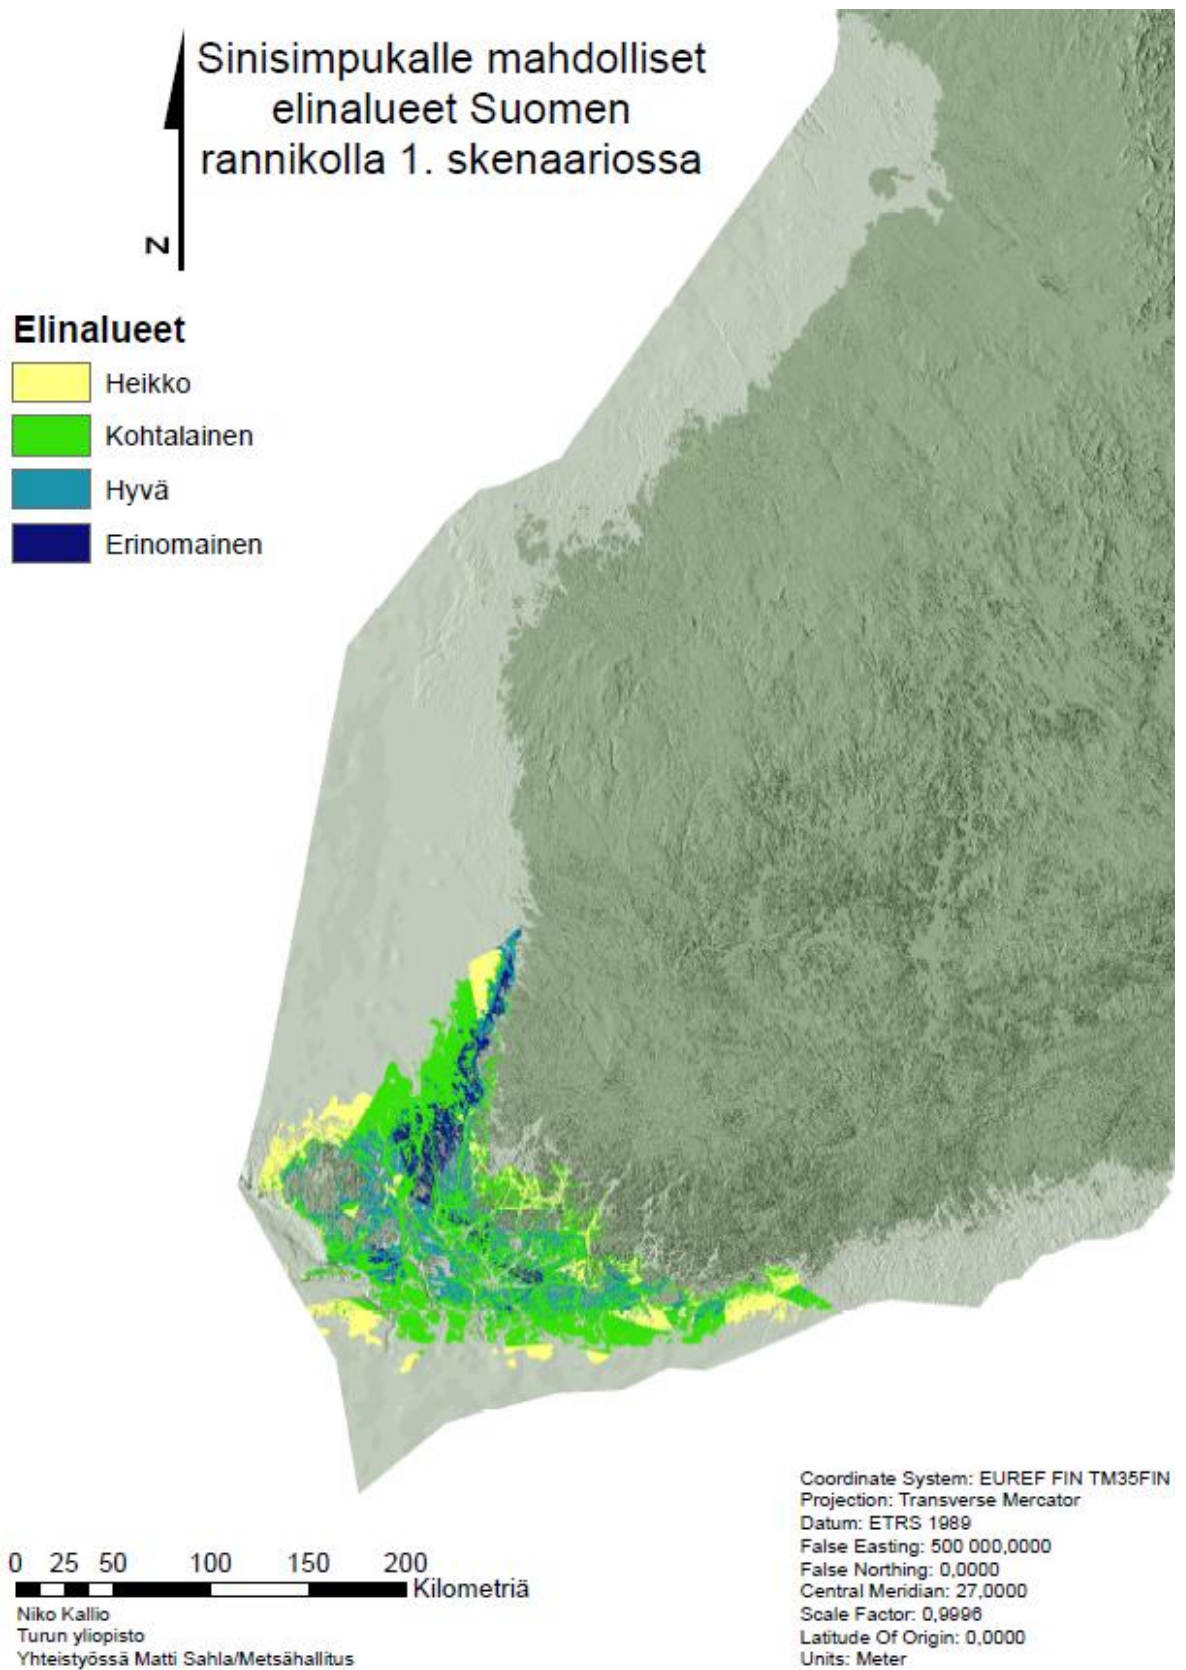 Sinisimpukalle mahdolliset
elinalueet Suomen
rannikolla 1. skenaariossa
N
Elinalueet
Heikko
Kohtalainen
Hyvä
Erinomainen
0 25 50 100 150 200
Kilometriä
Niko Kallio
Turun yliopisto
Yhteistyössä Matti Sahla/Metsähallitus
Coordinate System: EUREF FIN TM35FIN
Projection: Transverse Mercator
Datum: ETRS 1989
False Easting: 500 000,0000
False Northing: 0,0000
Central Meridian: 27,0000
Scale Factor: 0,9996
Latitude Of Origin: 0,0000
Units: Meter